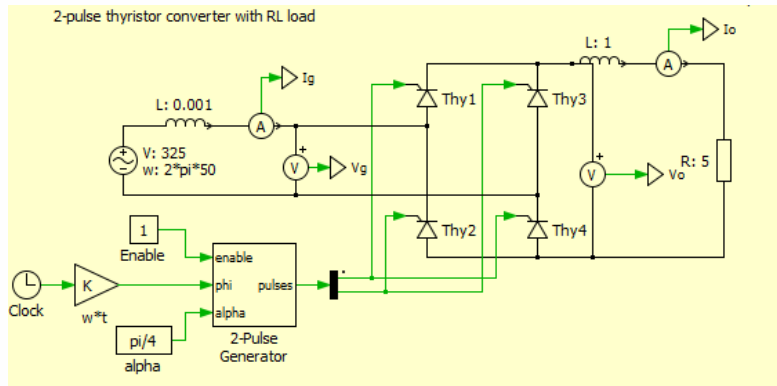 2-pulse thyristor converter with RL load
Io
L: 1
A
Ig
L: 0.001
A
Thy1
Thy3
V: 325
w: 2*pi*50
V
Vg
V
Vo
R: 5
Thy2
Thy4
1
Enable
enable
phi
pulses
alpha
K
Clock
w*t
pi/4
alpha
2-Pulse
Generator